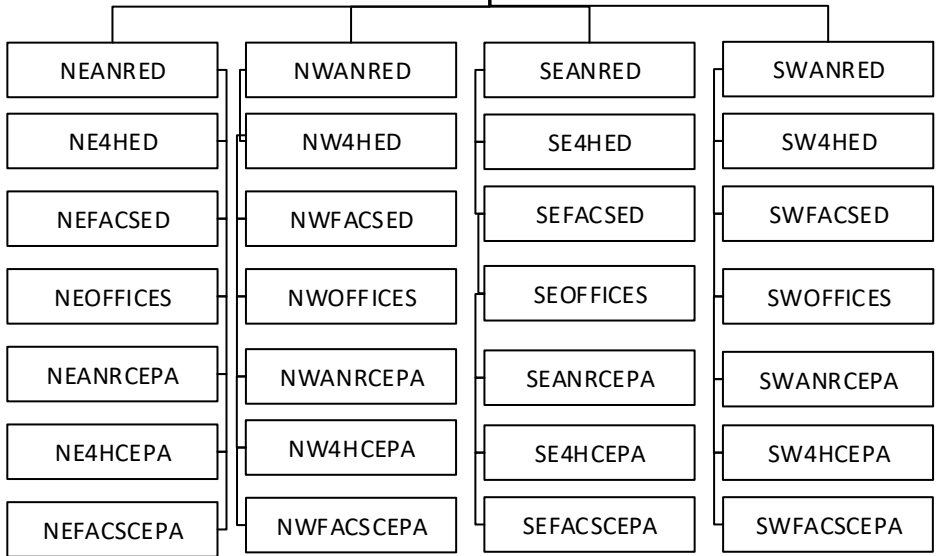 NEANRED
NE4HED
NEFACSED
NEOFFICES
NEANRCEPA
NE4HCEPA
NEFACSCEPA
NWANRED
NW4HED
NWFACSED
NWOFFICES
NWANRCEPA
NW4HCEPA
NWFACSCEPA
SEANRED
SE4HED
SEFACSED
SEOFFICES
SEANRCEPA
SE4HCEPA
SEFACSCEPA
SWANRED
SW4HED
SWFACSED
SWOFFICES
SWANRCEPA
SW4HCEPA
SWFACSCEPA